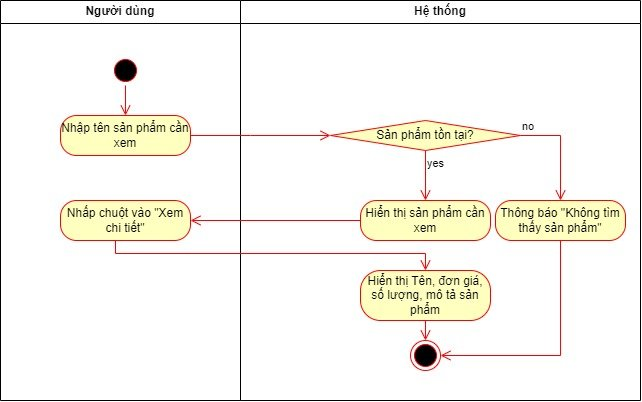 Người dùng
Hệ thống
Nhập tên sản phẩm cần
xem
Sản phẩm tồn tại?
no
yes
Nhấp chuột vào "Xem
chi tiết"
Hiển thị sản phẩm cần
xem
Thông báo "Không tìm
thấy sản phẩm"
Hiển thị Tên, đơn giá,
số lượng, mô tả sản
phẩm